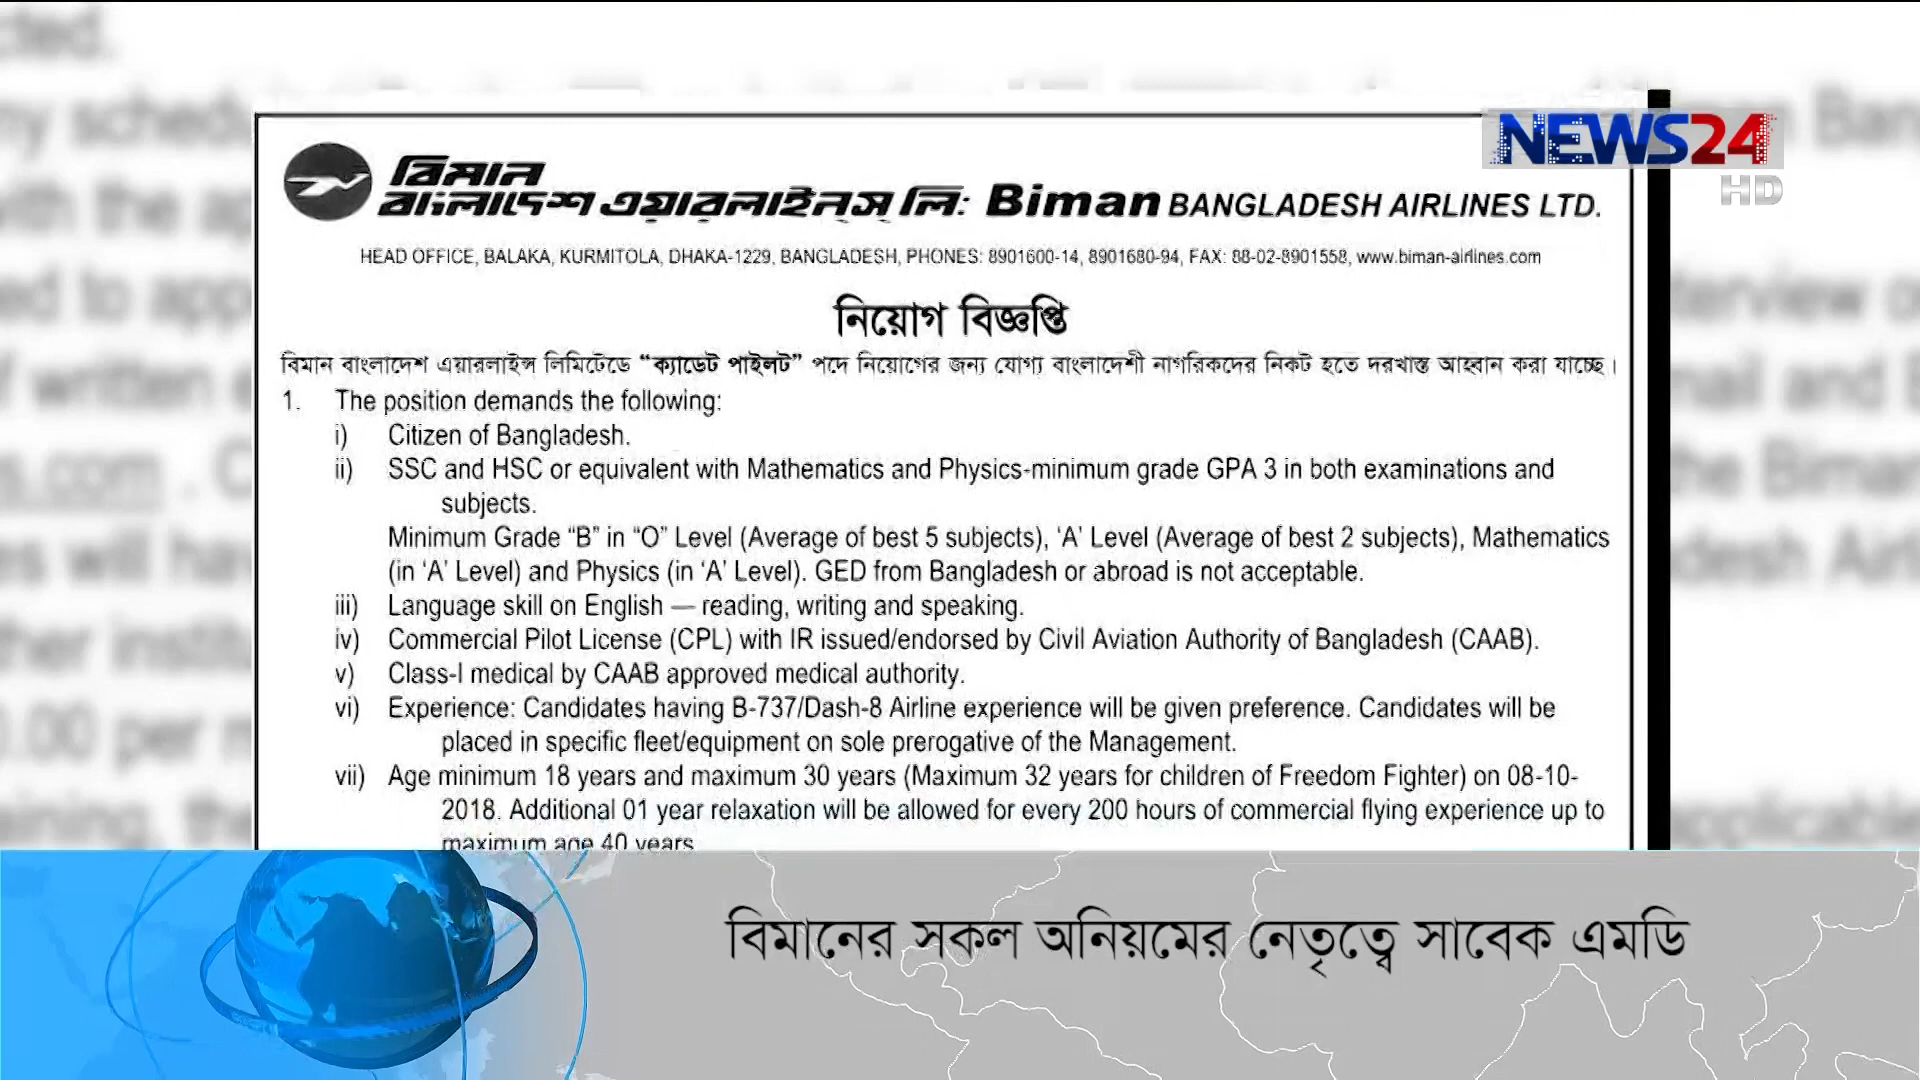 NEWS24
HD
বিমান
বাংলাদেশ এয়ারলাইন্স লি: Biman BANGLADESH AIRLINES LTD.
HEAD OFFICE, BALAKA, KURMITOLA, DHAKA-1229, BANGLADESH, PHONES: 8901600-14, 8901680-94, FAX: 88-02-8901558, www.biman-airlines.com
নিয়োগ বিজ্ঞপ্তি
বিমান বাংলাদেশ এয়ারলাইন্স লিমিটেডে “ক্যাডেট পাইলট” পদে নিয়োগের জন্য যোগ্য বাংলাদেশী নাগরিকদের নিকট হতে দরখাস্ত আহ্বান করা যাচ্ছে।
1. The position demands the following:
i) Citizen of Bangladesh.
ii) SSC and HSC or equivalent with Mathematics and Physics-minimum grade GPA 3 in both examinations and
subjects.
Minimum Grade “B” in “O” Level (Average of best 5 subjects), ‘A’ Level (Average of best 2 subjects), Mathematics
(in ‘A’ Level) and Physics (in ‘A’ Level). GED from Bangladesh or abroad is not acceptable.
iii) Language skill on English — reading, writing and speaking.
iv) Commercial Pilot License (CPL) with IR issued/endorsed by Civil Aviation Authority of Bangladesh (CAAB).
v) Class-I medical by CAAB approved medical authority.
vi) Experience: Candidates having B-737/Dash-8 Airline experience will be given preference. Candidates will be
placed in specific fleet/equipment on sole prerogative of the Management.
vii) Age minimum 18 years and maximum 30 years (Maximum 32 years for children of Freedom Fighter) on 08-10-
2018. Additional 01 year relaxation will be allowed for every 200 hours of commercial flying experience up to
maximum age 40 years
বিমানের সকল অনিয়মের নেতৃত্বে সাবেক এমডি